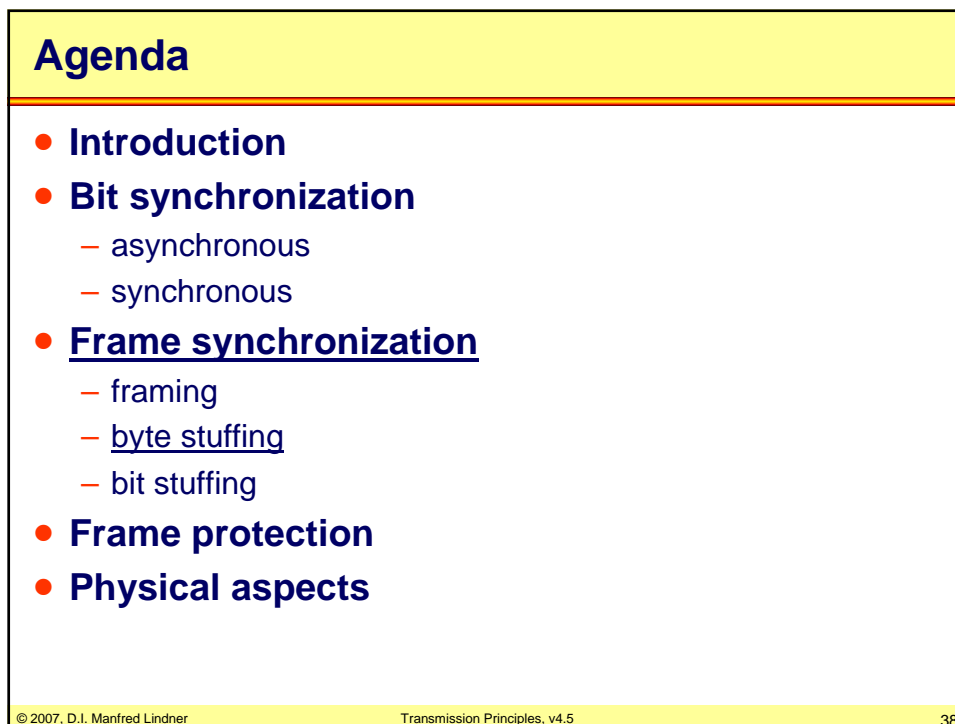 Agenda
• Introduction
• Bit synchronization
– asynchronous
– synchronous
• Frame synchronization
– framing
– byte stuffing
– bit stuffing
• Frame protection
• Physical aspects
© 2007, D.I. Manfred Lindner
Transmission Principles, v4.5
38